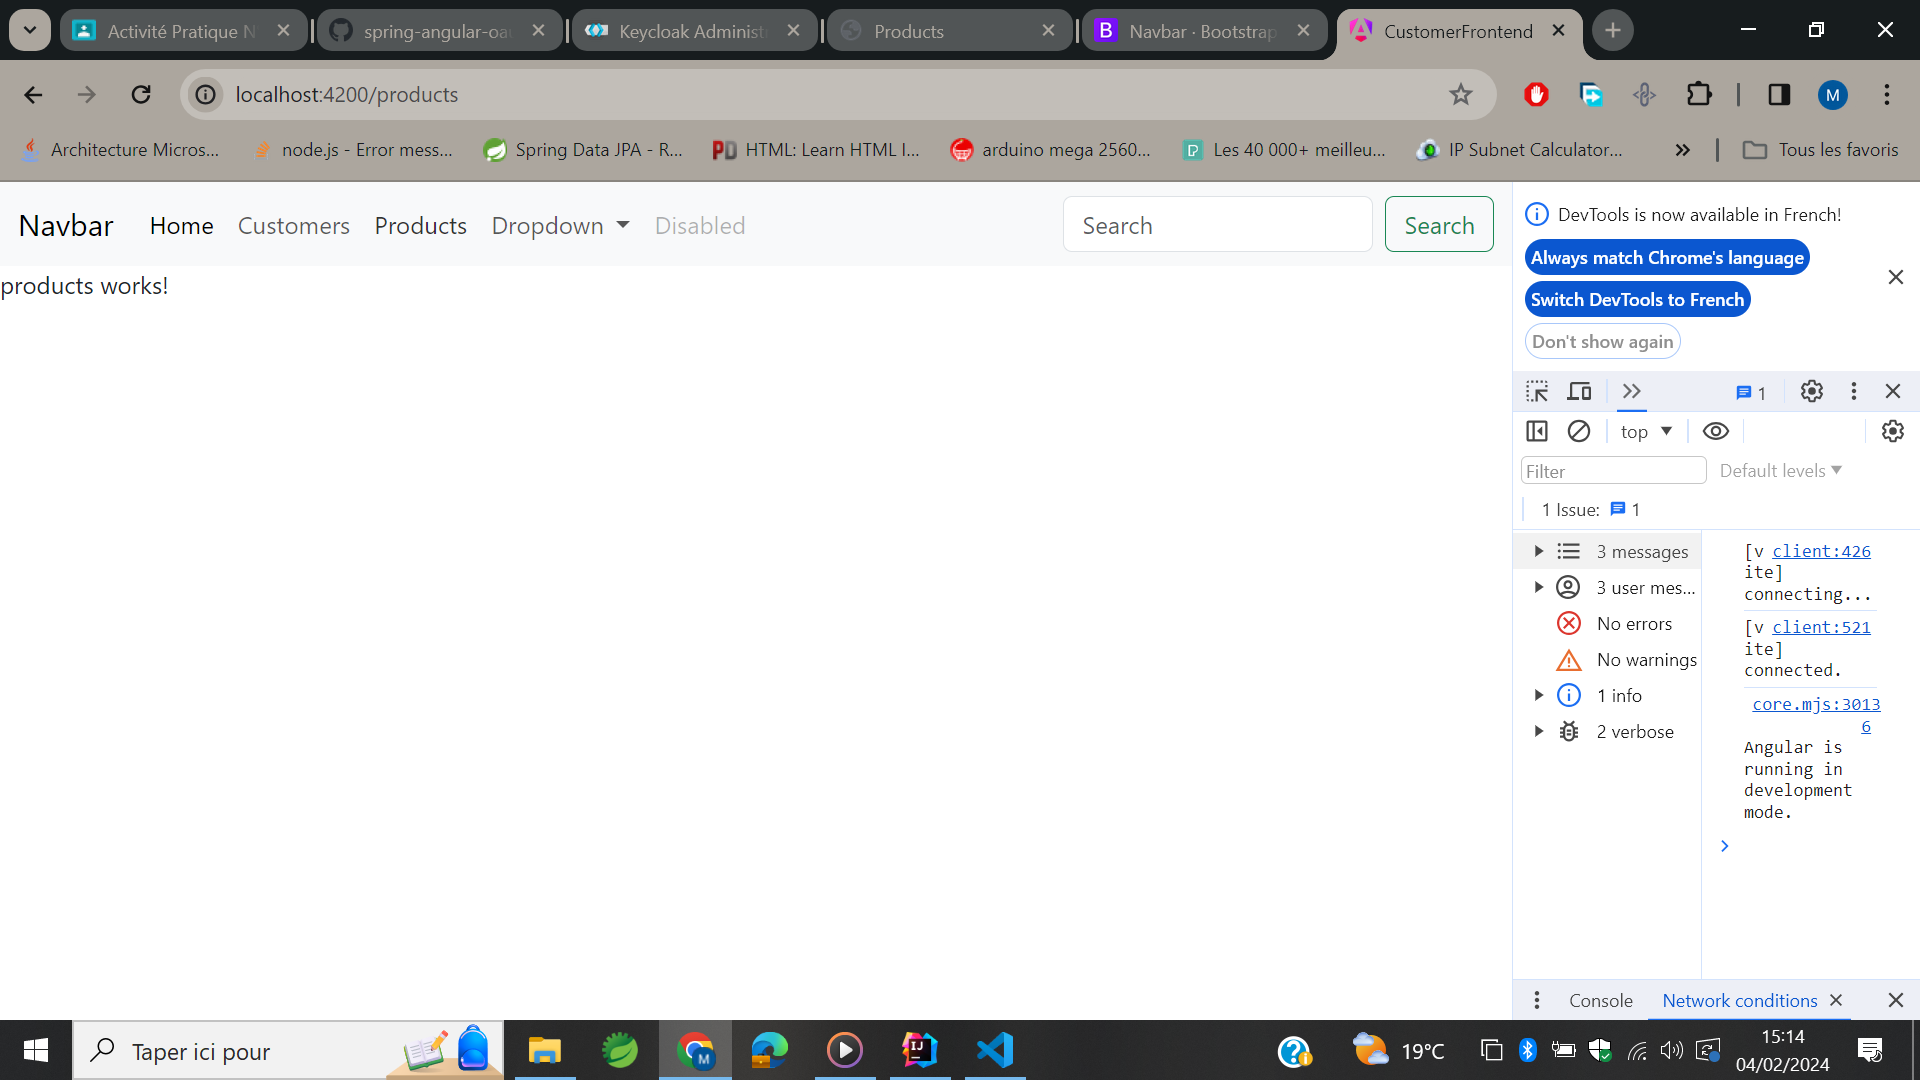 Activité Pratique N
spring-angular-oau
Keycloak Administ
Products
Navbar · Bootstrap
CustomerFrontend
localhost:4200/products
M
Architecture Micros...
node.js - Error mess...
Spring Data JPA - R...
HTML: Learn HTML I...
arduino mega 2560...
Les 40 000+ meilleu...
IP Subnet Calculator...
Tous les favoris
Navbar
Home
Customers
Products
Dropdown
Disabled
Search
Search
products works!
DevTools is now available in French!
Always match Chrome's language
Switch DevTools to French
Don't show again
1
top
Filter
Default levels
1 Issue:
1
3 messages
3 user mes...
No errors
No warnings
1 info
2 verbose
[v client:426
ite]
connecting...
[v client:521
ite]
connected.
core.mjs:3013
6
Angular is
running in
development
mode.
Console
Network conditions
Taper ici pour
19°C
15:14
04/02/2024